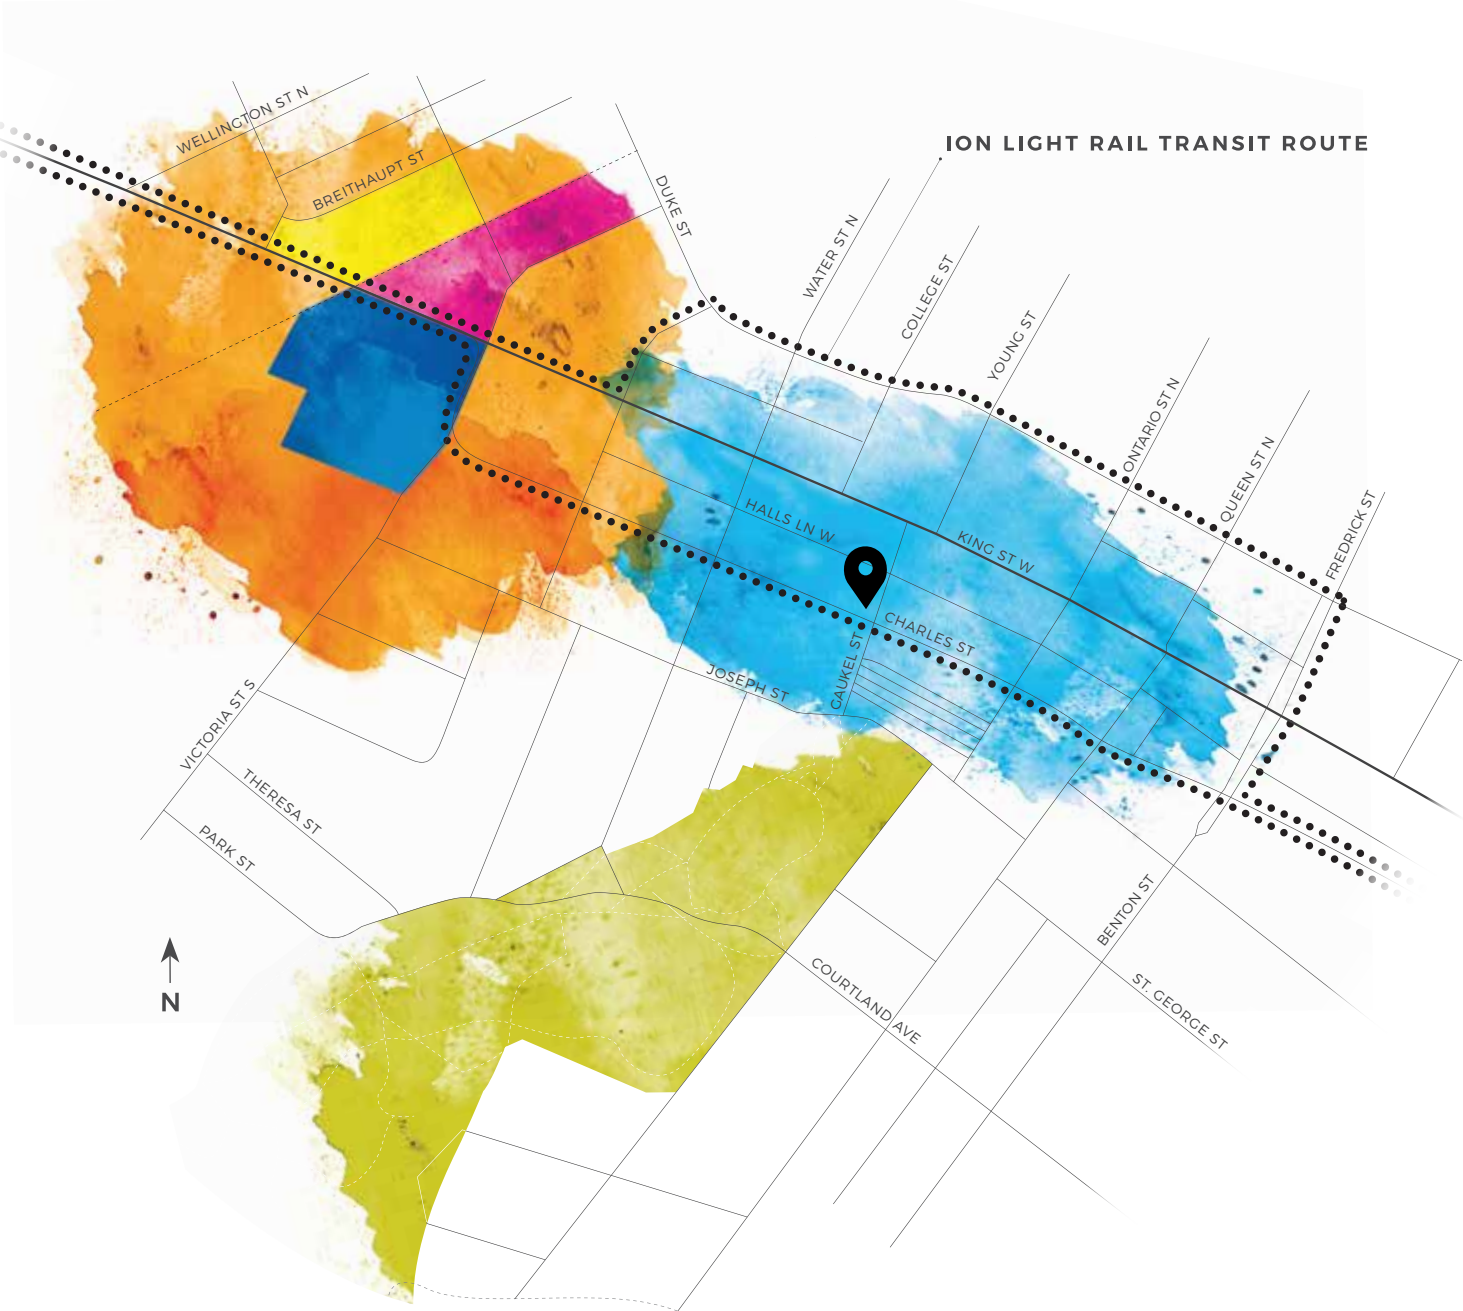 WELLINGTON ST N
BREITHAUPT ST
ION LIGHT RAIL TRANSIT ROUTE
DUKE ST
WATER ST N
COLLEGE ST
YOUNG ST
ONTARIO ST N
QUEEN ST N
FREDRICK ST
HALLS LN W
KING ST W
CHARLES ST
GAUKEL ST
JOSEPH ST
VICTORIA ST S
THERESA ST
PARK ST
BENTON ST
COURTLAND AVE
ST. GEORGE ST
N